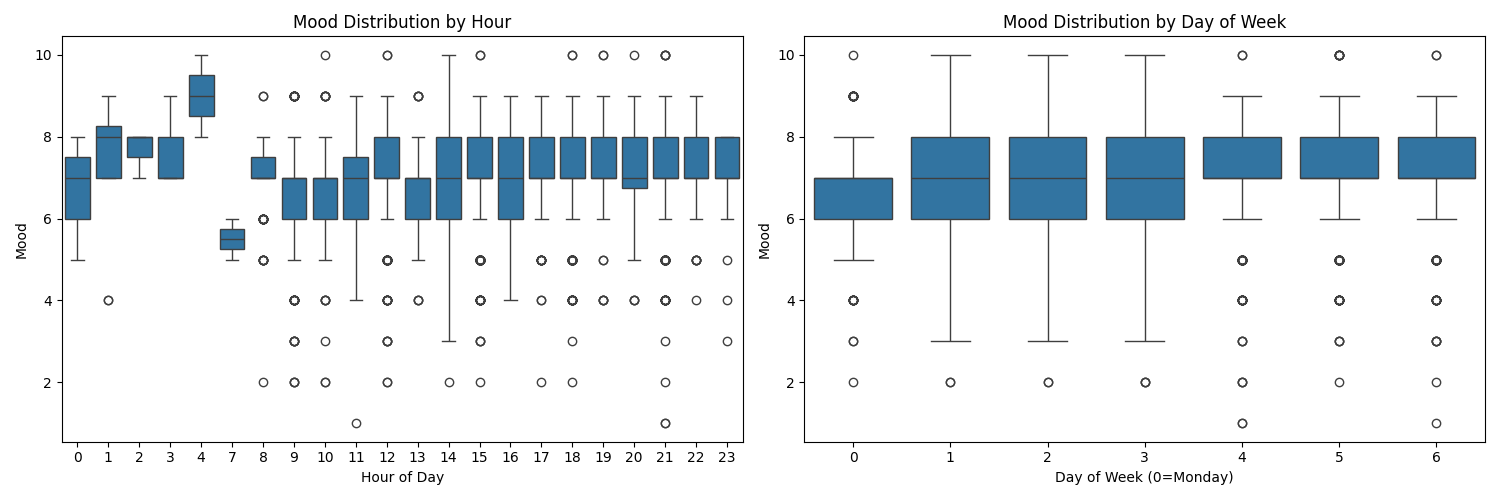 Mood Distribution by Hour
Mood
10
8
6
4
2
0 1 2 3 4 7 8 9 10 11 12 13 14 15 16 17 18 19 20 21 22 23
Hour of Day
Mood Distribution by Day of Week
Mood
10
8
6
4
2
0 1 2 3 4 5 6
Day of Week (0=Monday)